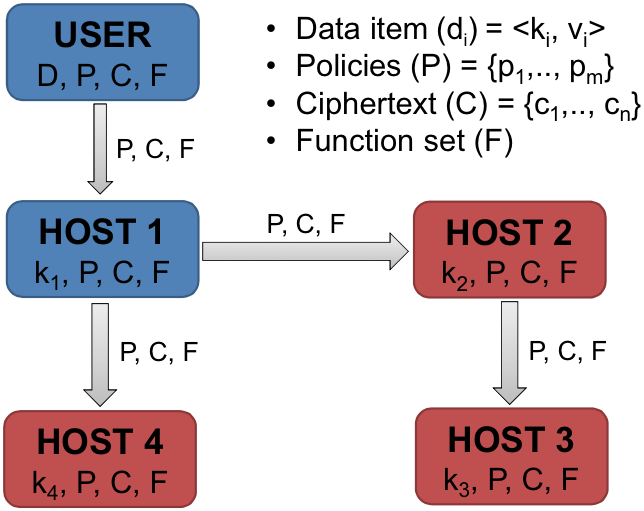 USER
D, P, C, F
• Data item (dᵢ) = <kᵢ, vᵢ>
• Policies (P) = {p₁,.., pₘ}
• Ciphertext (C) = {c₁,.., cₙ}
• Function set (F)
P, C, F
HOST 1
k₁, P, C, F
P, C, F
HOST 2
k₂, P, C, F
P, C, F
P, C, F
HOST 4
k₄, P, C, F
HOST 3
k₃, P, C, F